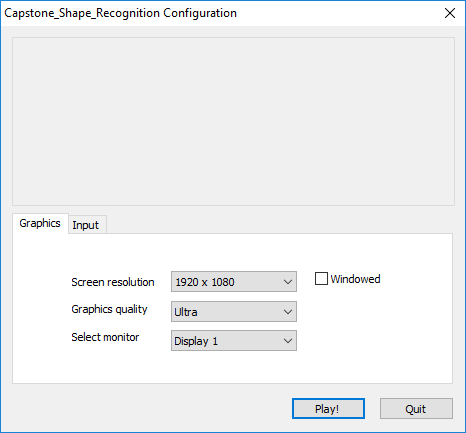 Capstone_Shape_Recognition Configuration
Graphics Input
Screen resolution 1920 x 1080 Windowed
Graphics quality Ultra
Select monitor Display 1
Play! Quit